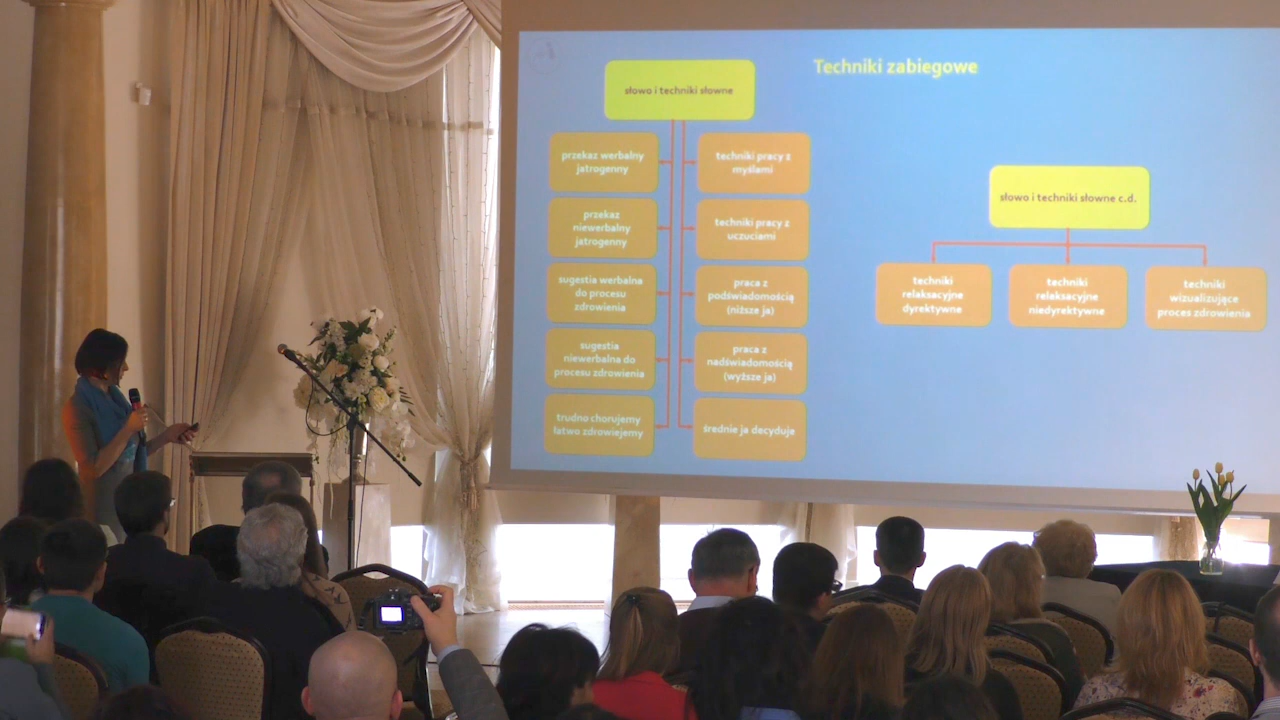 Techniki zabiegowe
słowo i techniki słowne
przekaz werbalny
jatrogenny
przekaz
niewerbalny
jatrogenny
sugestia werbalna
do procesu
zdrowienia
sugestia
niewerbalna do
procesu zdrowienia
trudno chorujemy
łatwo zdrowiejemy
techniki pracy z
myślami
techniki pracy z
uczuciami
praca z
podświadomością
(niższe ja)
praca z
nadświadomością
(wyższe ja)
średnie ja decyduje
słowo i techniki słowne c.d.
techniki
relaksacyjne
dyrektywne
techniki
relaksacyjne
niedyrektywne
techniki
wizualizujące
proces zdrowienia